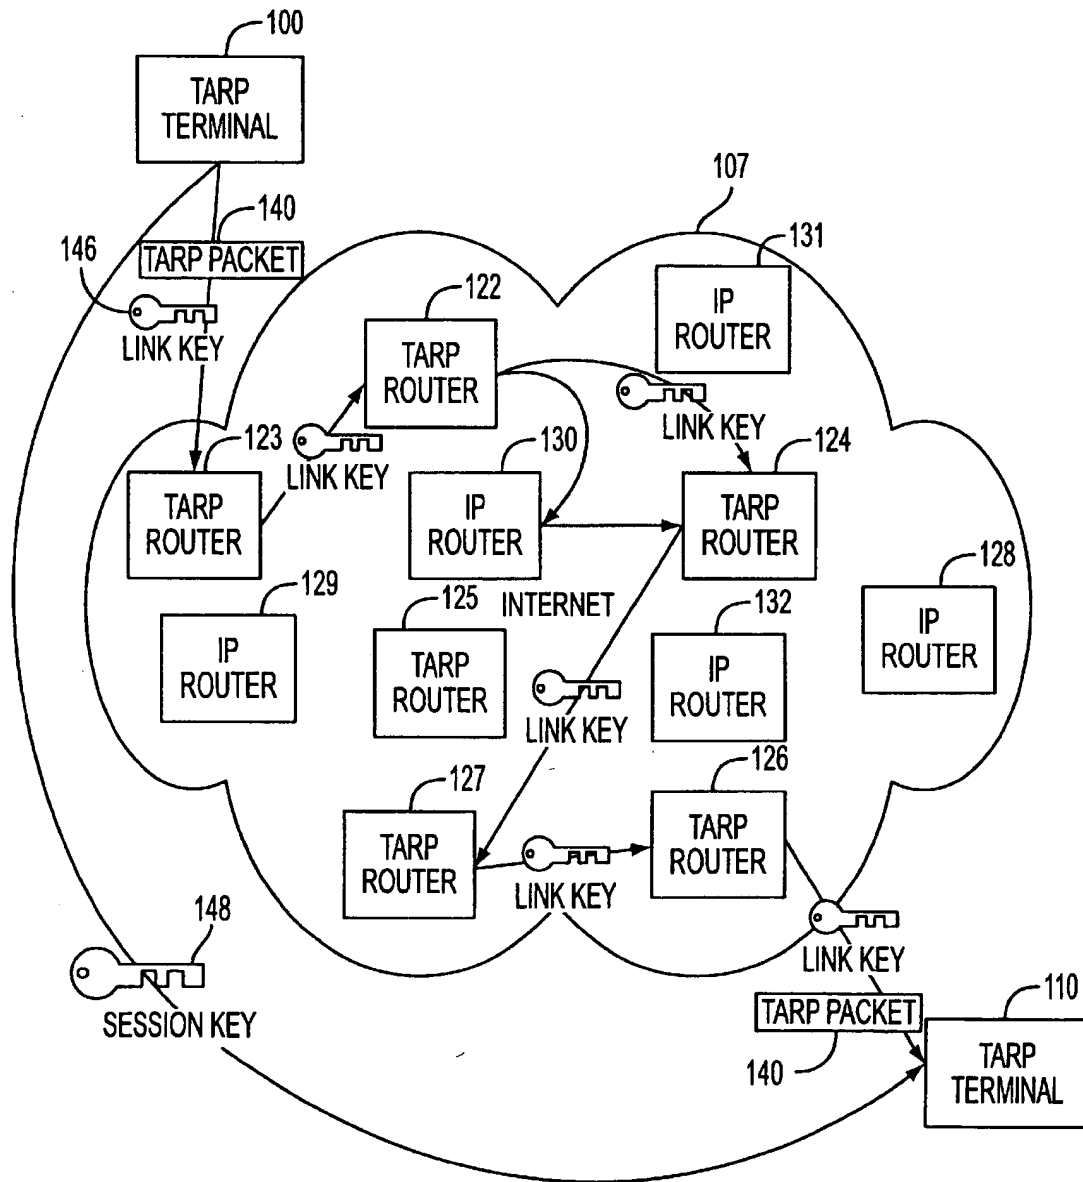 100
TARP
TERMINAL
140
TARP PACKET
146
LINK KEY
107
131
IP
ROUTER
122
TARP
ROUTER
LINK KEY
123
TARP
ROUTER
LINK KEY
130
IP
ROUTER
124
TARP
ROUTER
129
IP
ROUTER
125
TARP
ROUTER
INTERNET
132
IP
ROUTER
128
IP
ROUTER
LINK KEY
127
TARP
ROUTER
LINK KEY
126
TARP
ROUTER
LINK KEY
148
SESSION KEY
TARP PACKET
140
110
TARP
TERMINAL